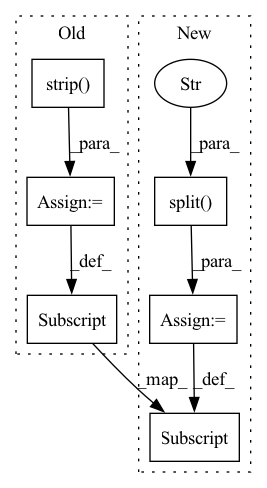 Old
New
strip()
Str
_para_
_para_
Assign:=
split()
_def_
_para_
Subscript
Assign:=
_map_
_def_
Subscript